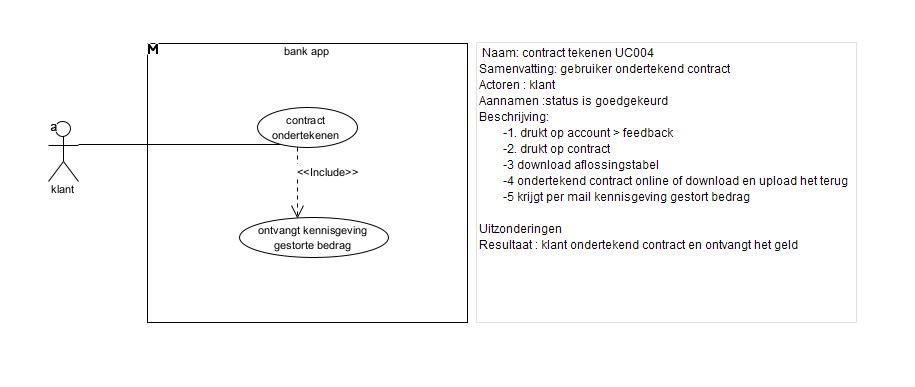 M
bank app
a
klant
contract
ondertekenen
<<Include>>
ontvangt kennisgeving
gestorte bedrag
Naam: contract tekenen UC004
Samenvatting: gebruiker ondertekend contract
Actoren : klant
Aannamen :status is goedgekeurd
Beschrijving:
-1. drukt op account > feedback
-2. drukt op contract
-3 download aflossingstabel
-4 ondertekend contract online of download en upload het terug
-5 krijgt per mail kennisgeving gestort bedrag
Uitzonderingen
Resultaat : klant ondertekend contract en ontvangt het geld